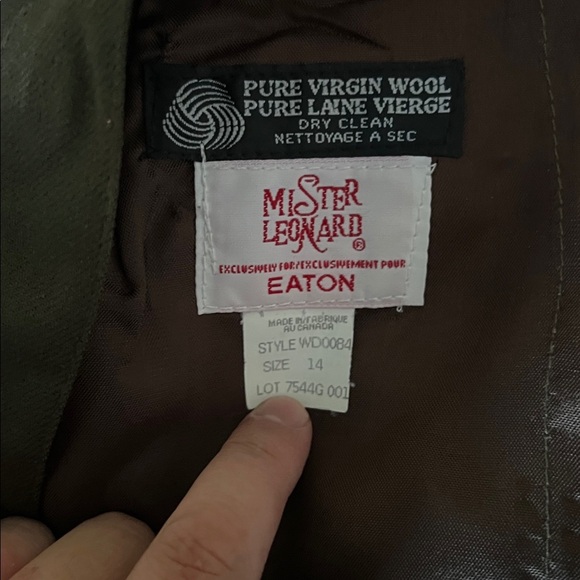 PURE VIRGIN WOOL
PURE LAINE VIERGE
DRY CLEAN
NETTOYAGE A SEC
MISTER
LEONARD ®
EXCLUSIVELY FOR/EXCLUSIVEMENT POUR
EATON
MADE IN/FABRIQUE
AU CANADA
STYLE WD0084
SIZE 14
LOT 7544G 001